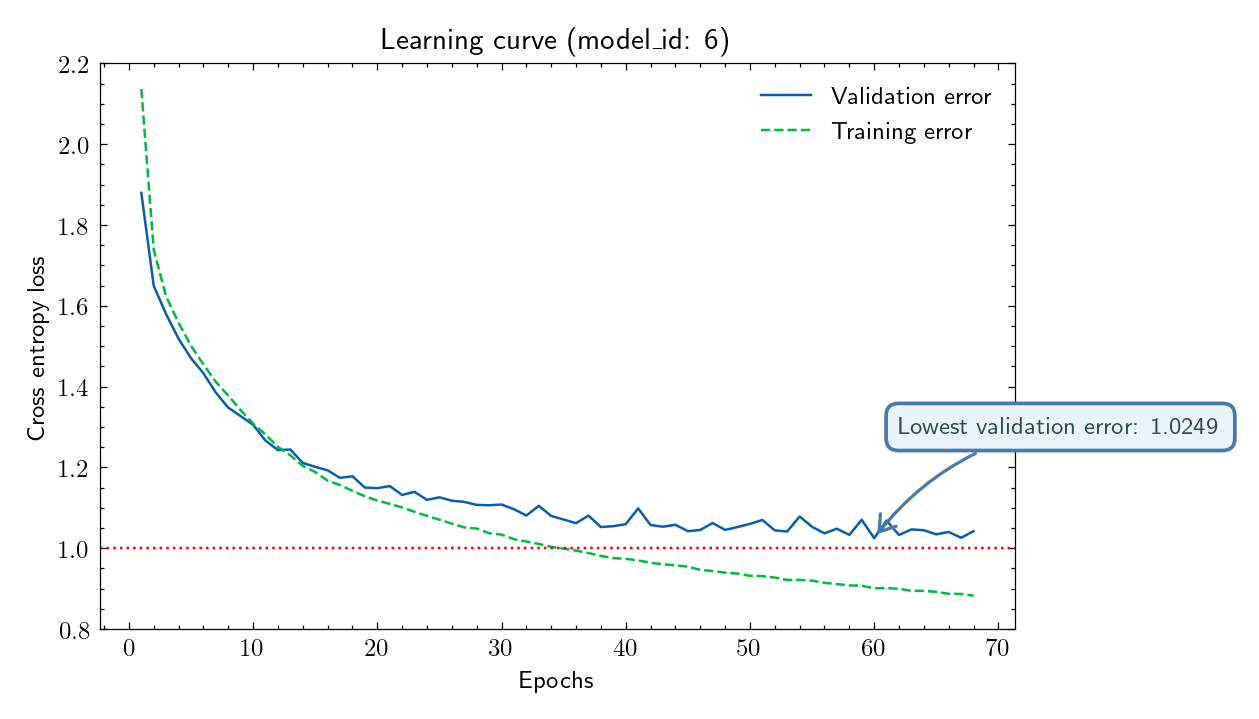 Learning curve (model_id: 6)
2.2
2.0
1.8
1.6
1.4
1.2
1.0
0.8
Cross entropy loss
Validation error
Training error
Lowest validation error: 1.0249
0 10 20 30 40 50 60 70
Epochs